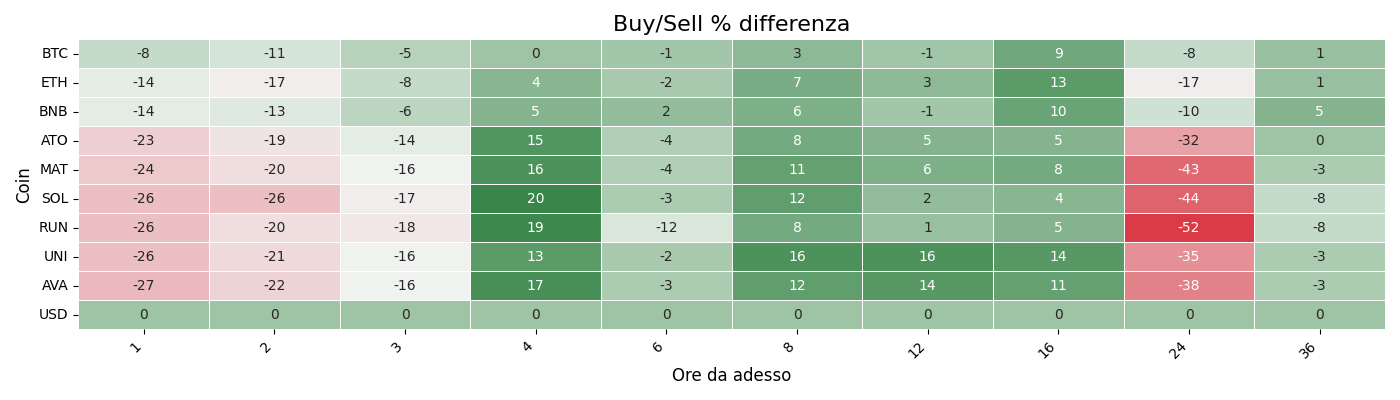 Buy/Sell % differenza
Coin
BTC -8 -11 -5 0 -1 3 -1 9 -8 1
ETH -14 -17 -8 4 -2 7 3 13 -17 1
BNB -14 -13 -6 5 2 6 -1 10 -10 5
ATO -23 -19 -14 15 -4 8 5 5 -32 0
MAT -24 -20 -16 16 -4 11 6 8 -43 -3
SOL -26 -26 -17 20 -3 12 2 4 -44 -8
RUN -26 -20 -18 19 -12 8 1 5 -52 -8
UNI -26 -21 -16 13 -2 16 16 14 -35 -3
AVA -27 -22 -16 17 -3 12 14 11 -38 -3
USD 0 0 0 0 0 0 0 0 0 0
1 2 3 4 6 8 12 16 24 36
Ore da adesso